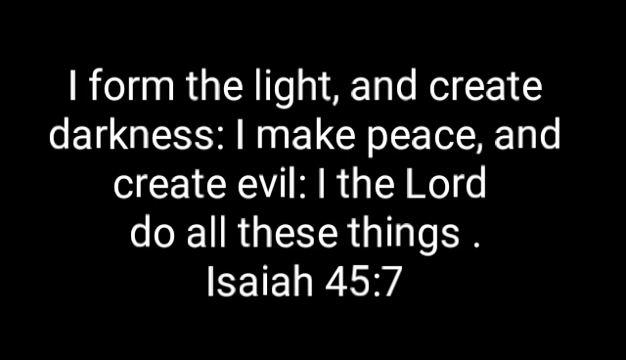 I form the light, and create
darkness: I make peace, and
create evil: I the Lord
do all these things .
Isaiah 45:7